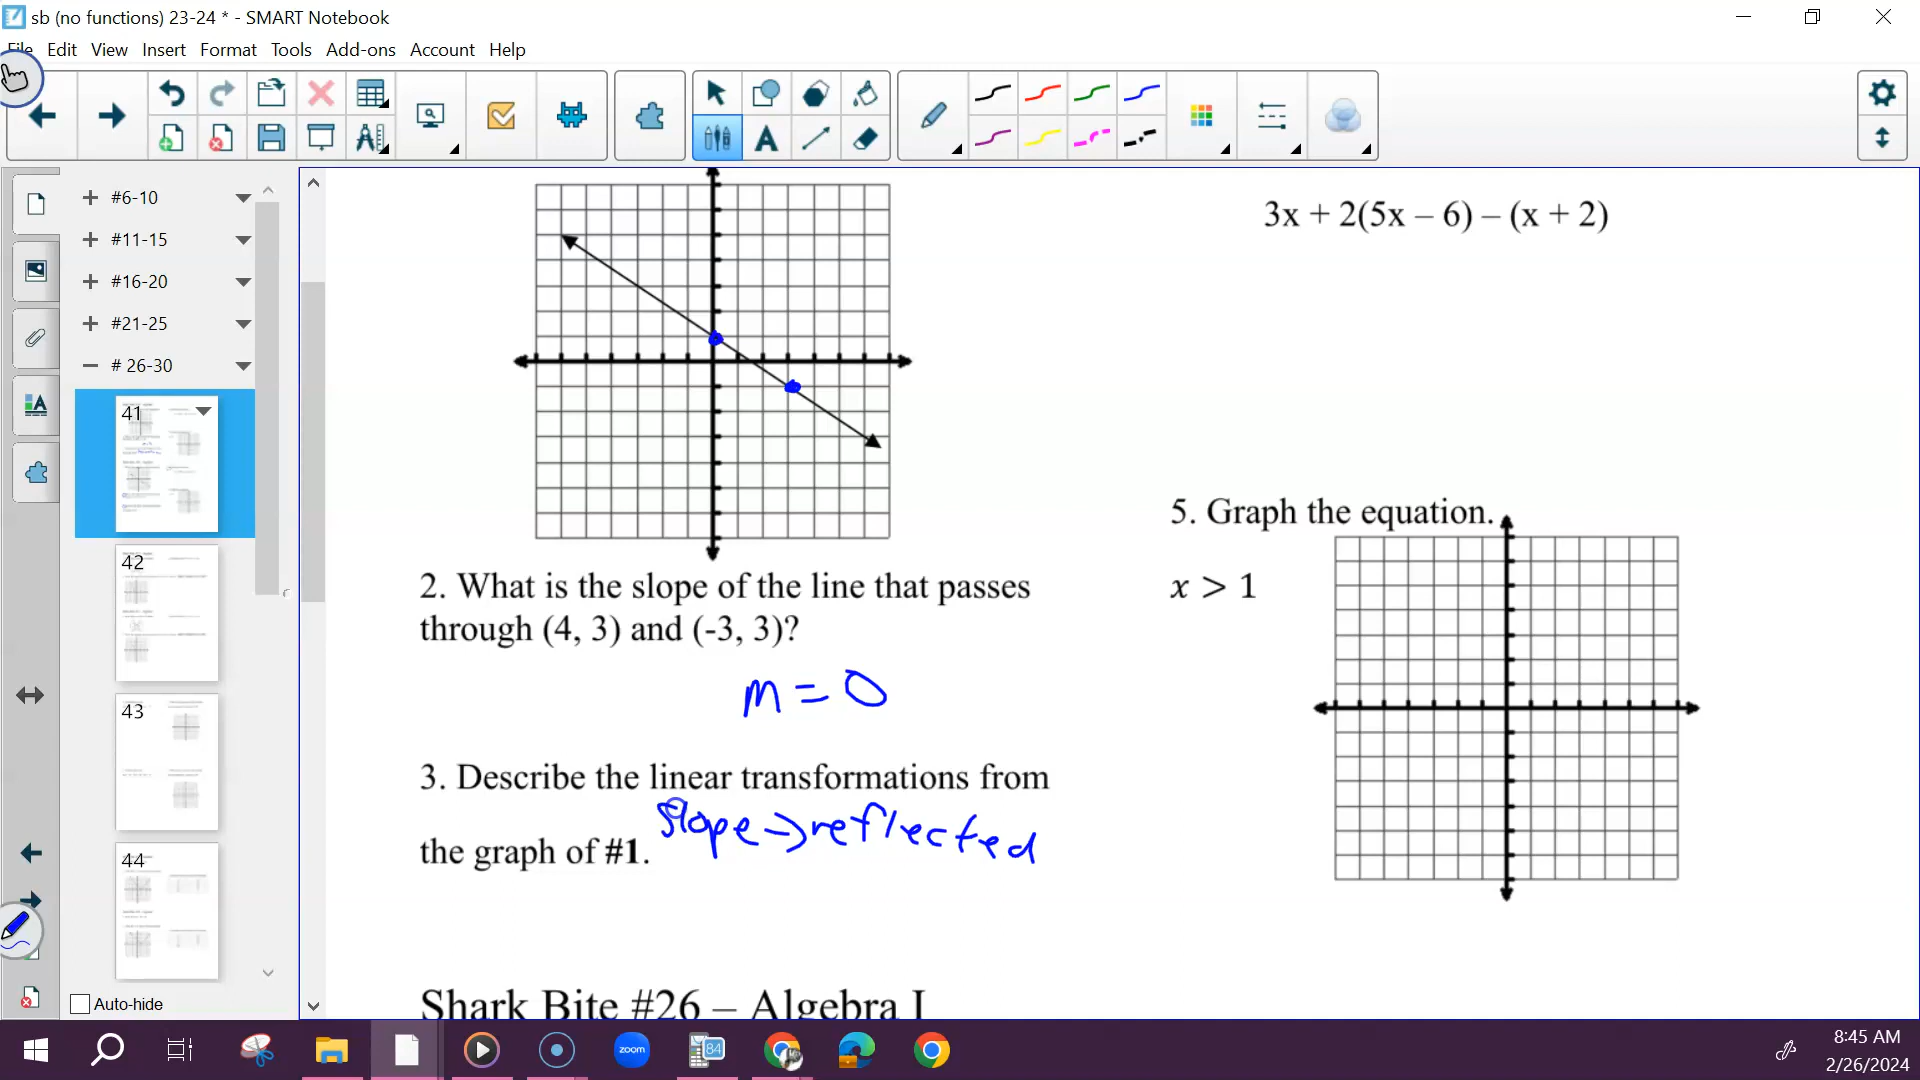 sb (no functions) 23-24 * - SMART Notebook
File Edit View Insert Format Tools Add-ons Account Help
#6-10
#11-15
#16-20
#21-25
# 26-30
41
42
43
44
Auto-hide
3x + 2(5x – 6) – (x + 2)
2. What is the slope of the line that passes
through (4, 3) and (-3, 3)?
m = 0
3. Describe the linear transformations from
the graph of #1.
slope → reflected
5. Graph the equation.
x > 1
Shark Bite #26 – Algebra I
zoom
84
8:45 AM
2/26/2024